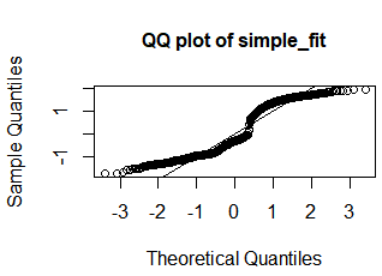 QQ plot of simple_fit
Sample Quantiles
1
-1
-3 -2 -1 0 1 2 3
Theoretical Quantiles